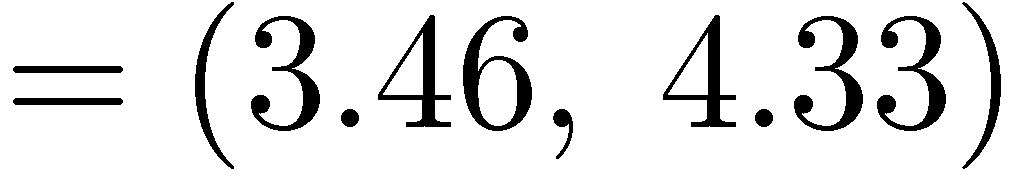 = (3.46, 4.33)